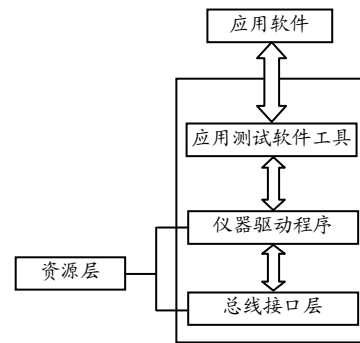 应用软件
应用测试软件工具
仪器驱动程序
资源层
总线接口层